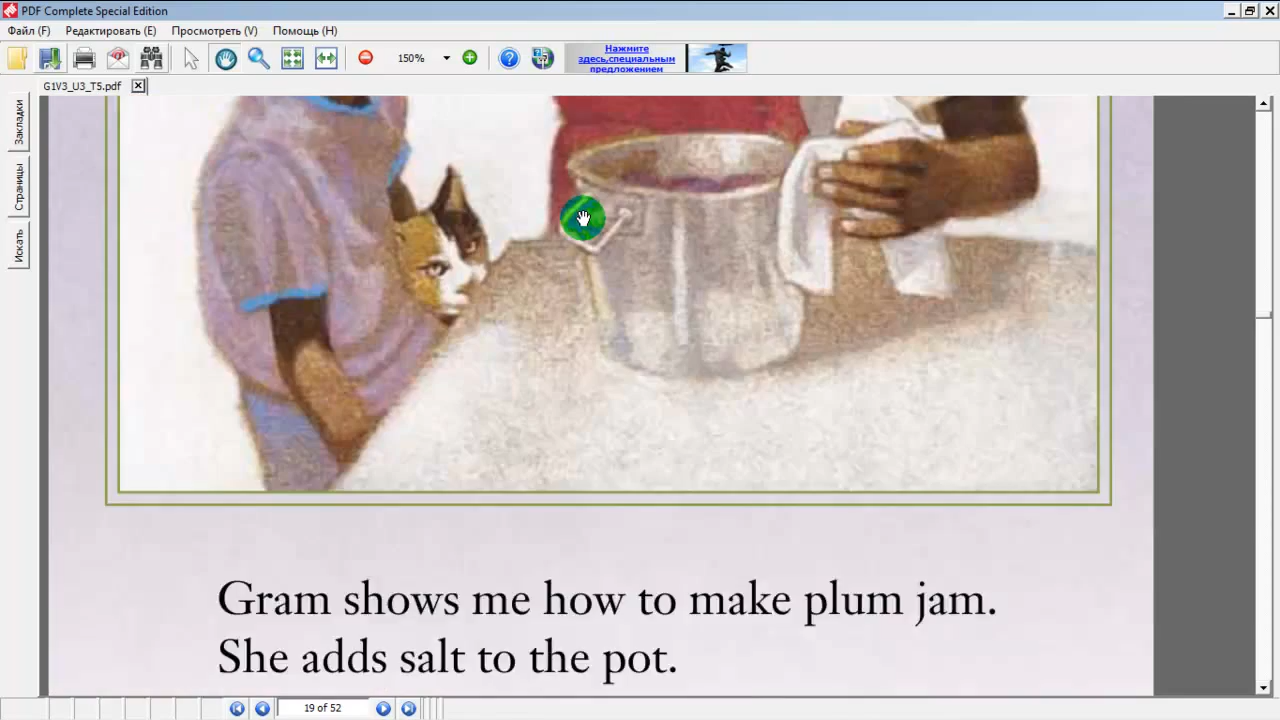 PDF Complete Special Edition
Файл (F) Редактировать (E) Просмотреть (V) Помощь (H)
150%
Нажмите
здесь,специальным
предложением
G1V3_U3_T5.pdf
Закладки
Страницы
Искать
Gram shows me how to make plum jam.
She adds salt to the pot.
19 of 52